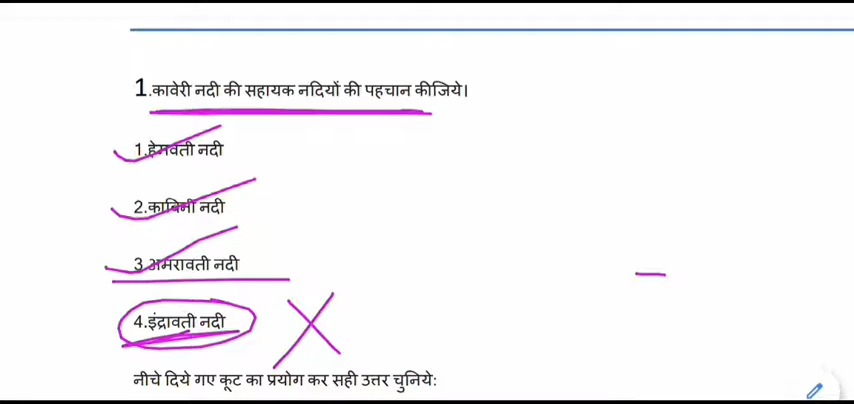 1.कावेरी नदी की सहायक नदियों की पहचान कीजिये।
1.हेमवती नदी
2.काबिनी नदी
3.अमरावती नदी
4.इंद्रावती नदी
नीचे दिये गए कूट का प्रयोग कर सही उत्तर चुनिये: